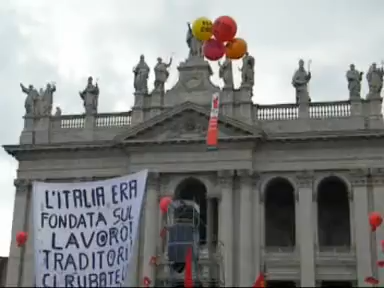 L'ITALIA ERA
FONDATA SUL
LAVORO!
TRADITORI
CI RUBATE!